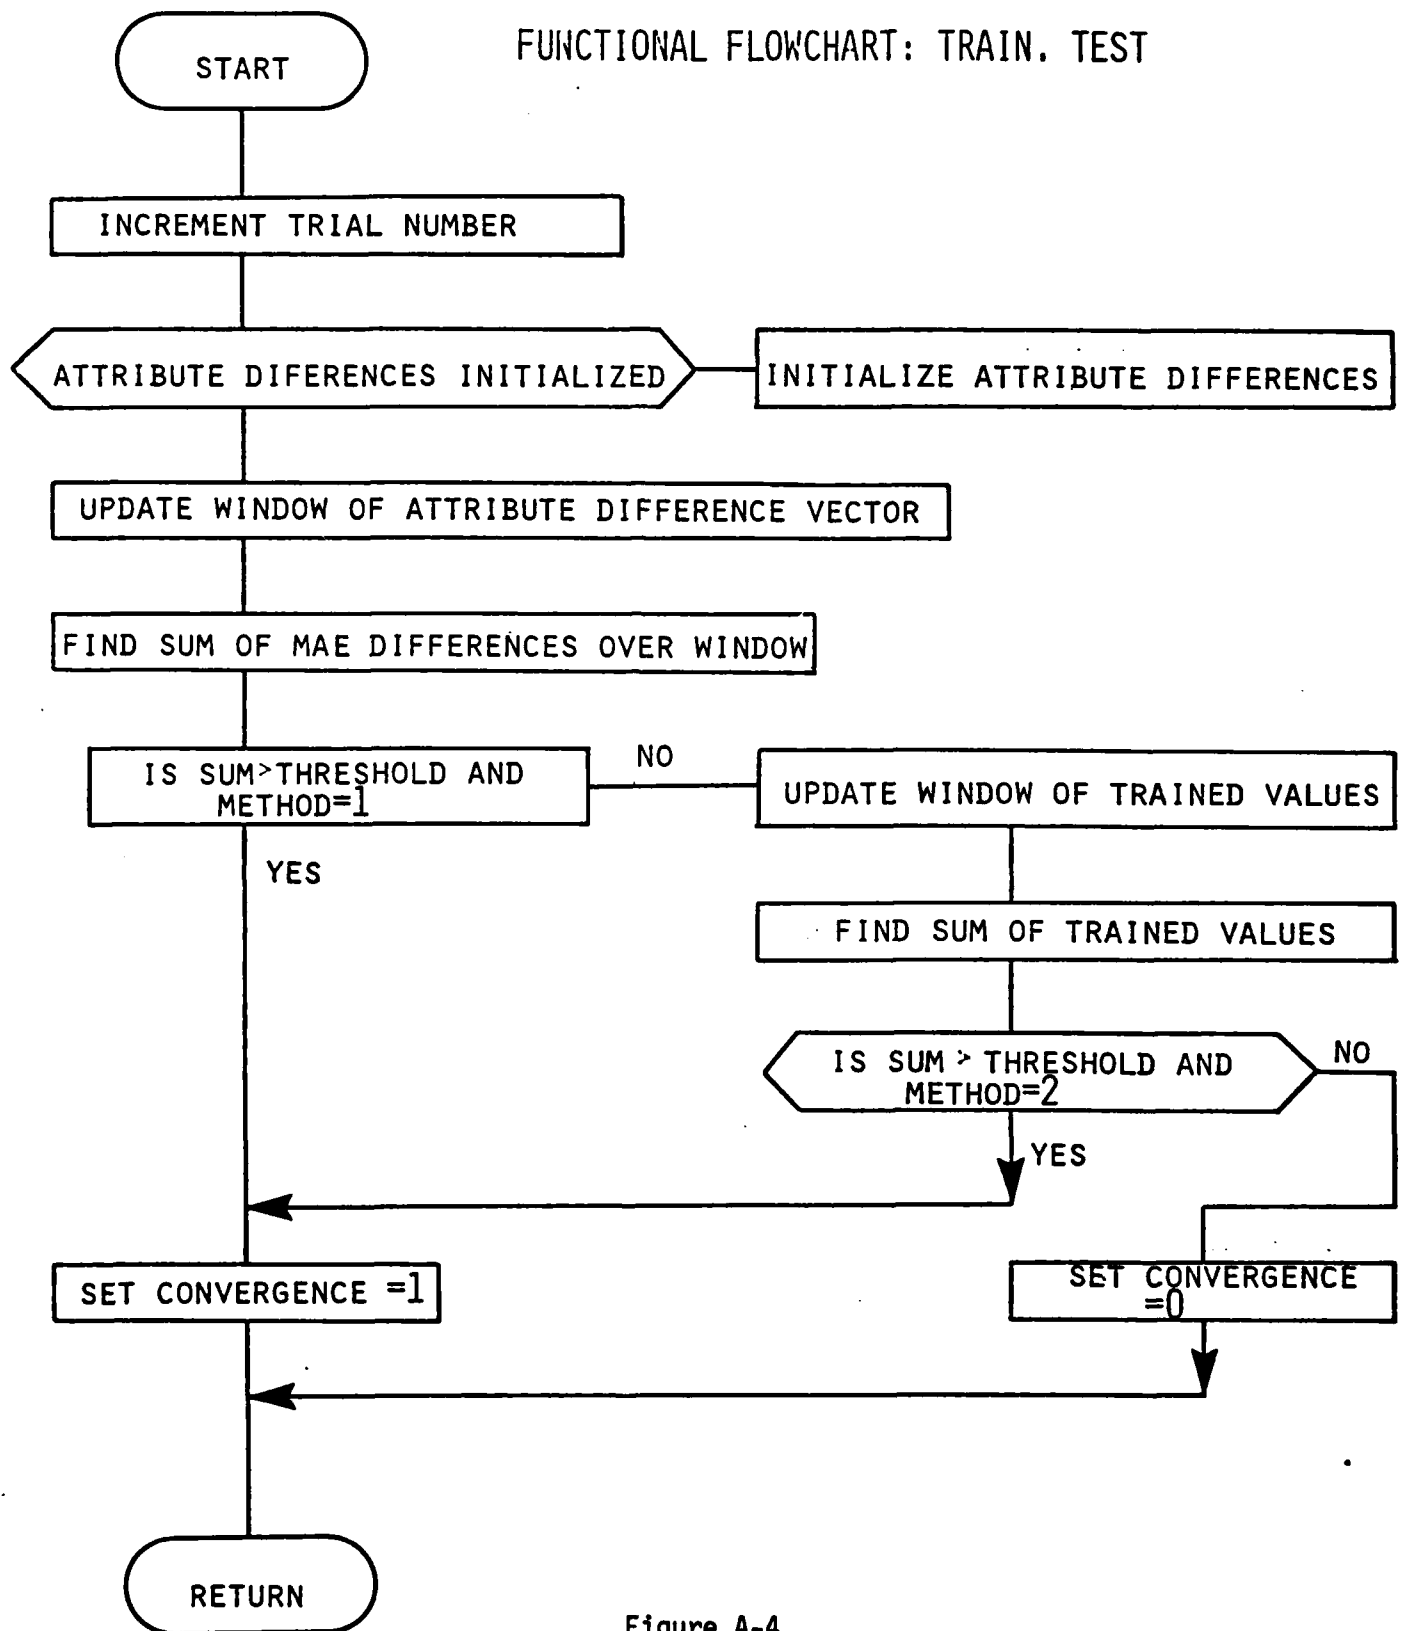 FUNCTIONAL FLOWCHART: TRAIN. TEST
START
INCREMENT TRIAL NUMBER
ATTRIBUTE DIFERENCES INITIALIZED
INITIALIZE ATTRIBUTE DIFFERENCES
UPDATE WINDOW OF ATTRIBUTE DIFFERENCE VECTOR
FIND SUM OF MAE DIFFERENCES OVER WINDOW
IS SUM>THRESHOLD AND
METHOD=1
NO
YES
UPDATE WINDOW OF TRAINED VALUES
FIND SUM OF TRAINED VALUES
IS SUM > THRESHOLD AND
METHOD=2
NO
YES
SET CONVERGENCE =1
SET CONVERGENCE
=0
RETURN
Figure A-4